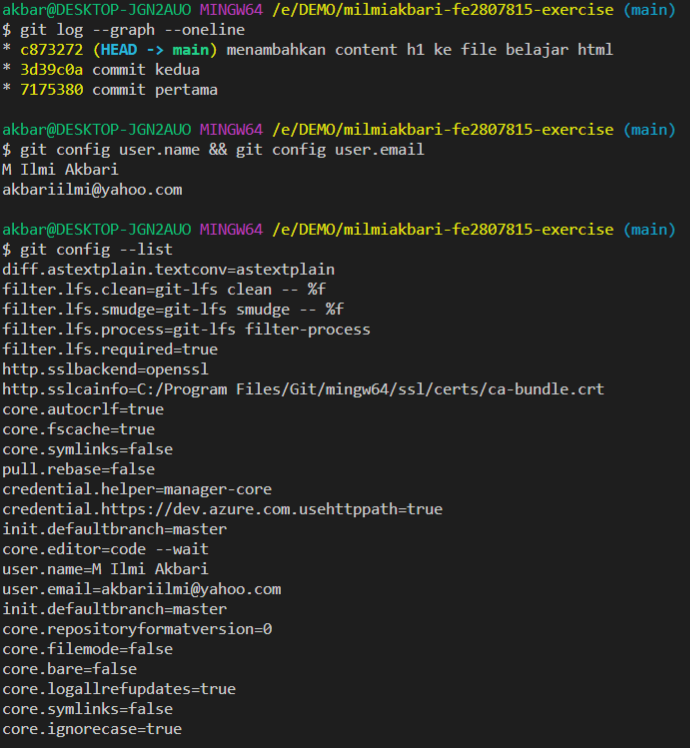 akbar@DESKTOP-JGN2AUO MINGW64 /e/DEMO/milmiakbari-fe2807815-exercise (main)
$ git log --graph --oneline
* c873272 (HEAD -> main) menambahkan content h1 ke file belajar html
* 3d39c0a commit kedua
* 7175380 commit pertama
akbar@DESKTOP-JGN2AUO MINGW64 /e/DEMO/milmiakbari-fe2807815-exercise (main)
$ git config user.name && git config user.email
M Ilmi Akbari
akbariilmi@yahoo.com
akbar@DESKTOP-JGN2AUO MINGW64 /e/DEMO/milmiakbari-fe2807815-exercise (main)
$ git config --list
diff.astextplain.textconv=astextplain
filter.lfs.clean=git-lfs clean -- %f
filter.lfs.smudge=git-lfs smudge -- %f
filter.lfs.process=git-lfs filter-process
filter.lfs.required=true
http.sslbackend=openssl
http.sslcainfo=C:/Program Files/Git/mingw64/ssl/certs/ca-bundle.crt
core.autocrlf=true
core.fscache=true
core.symlinks=false
pull.rebase=false
credential.helper=manager-core
credential.https://dev.azure.com.usehttppath=true
init.defaultbranch=master
core.editor=code --wait
user.name=M Ilmi Akbari
user.email=akbariilmi@yahoo.com
init.defaultbranch=master
core.repositoryformatversion=0
core.filemode=false
core.bare=false
core.logallrefupdates=true
core.symlinks=false
core.ignorecase=true